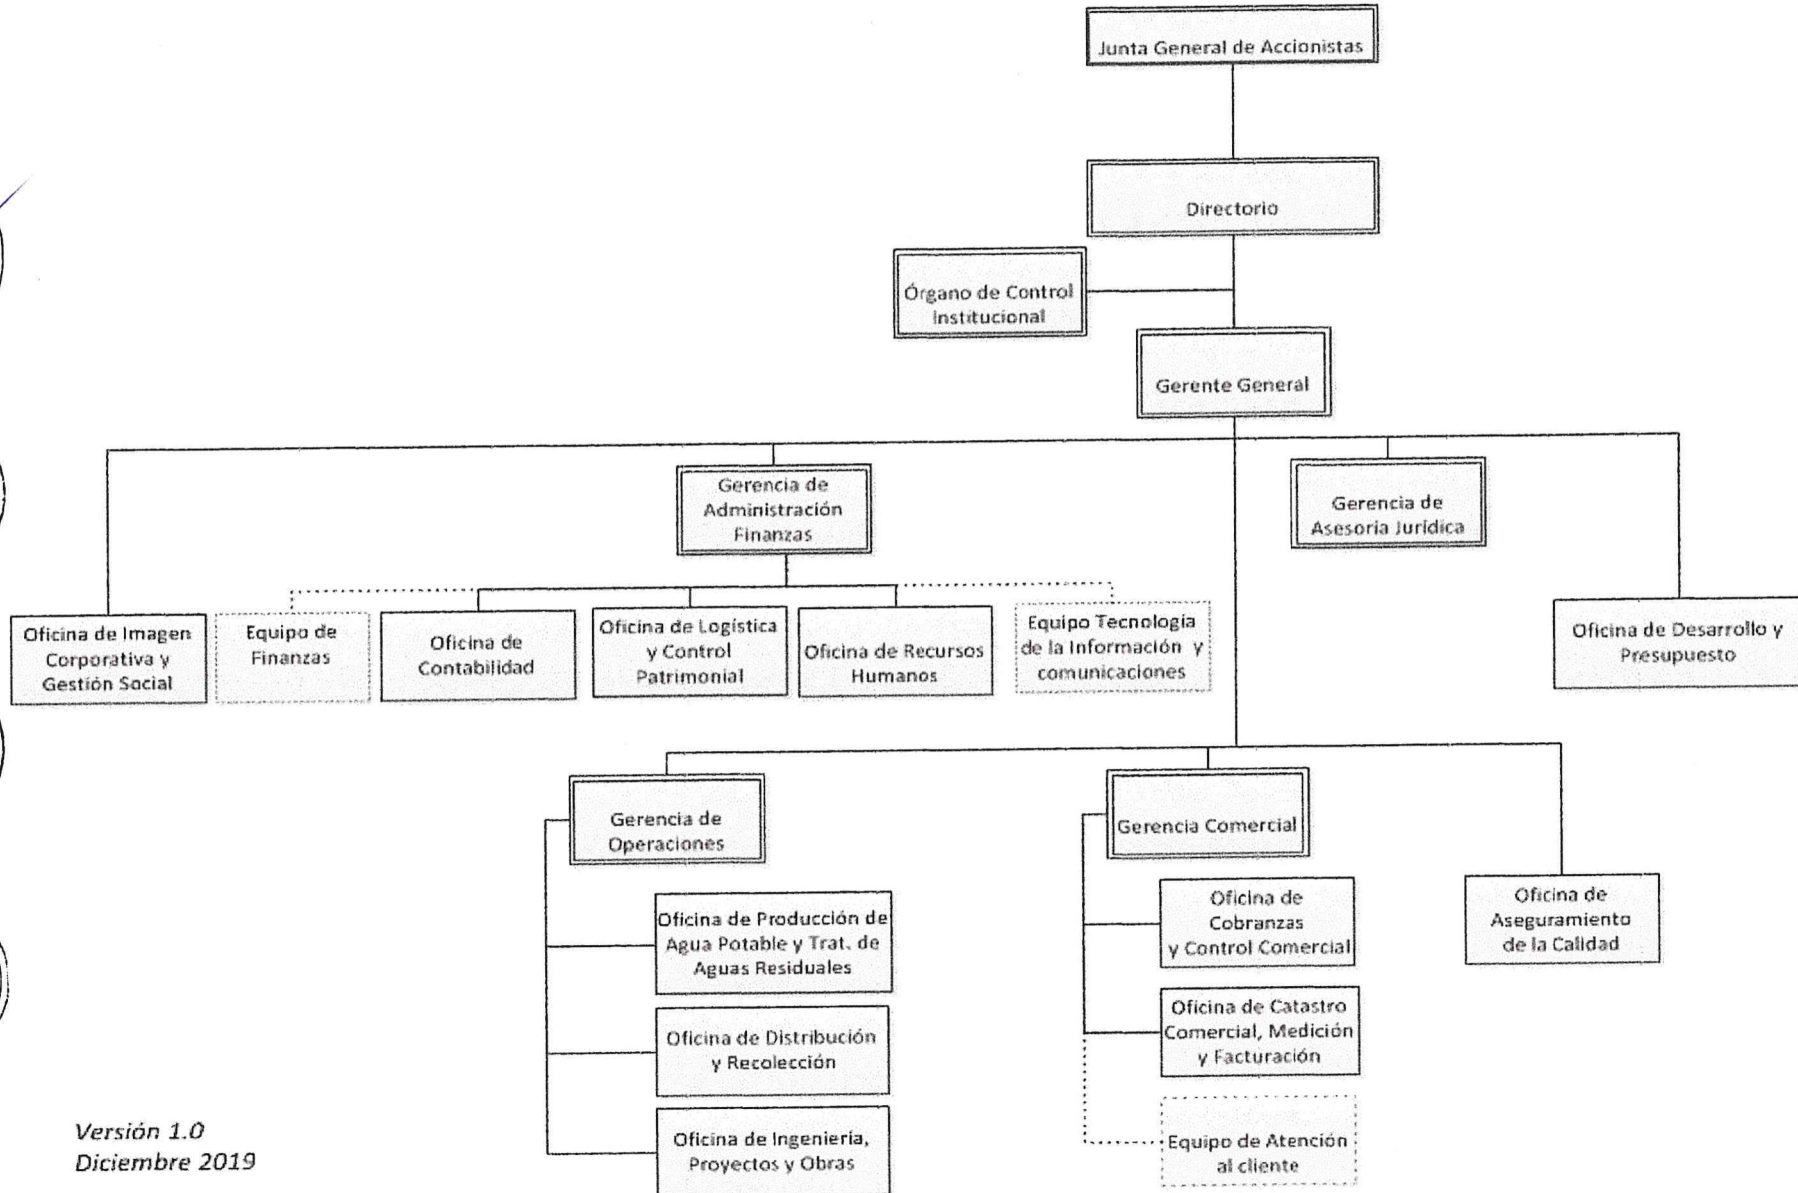 Junta General de Accionistas
Directorio
Órgano de Control
Institucional
Gerente General
Gerencia de
Administración
Finanzas
Gerencia de
Asesoría Jurídica
Oficina de Imagen
Corporativa y
Gestión Social
Equipo de
Finanzas
Oficina de
Contabilidad
Oficina de Logística
y Control
Patrimonial
Oficina de Recursos
Humanos
Equipo Tecnología
de la Información y
comunicaciones
Oficina de Desarrollo y
Presupuesto
Gerencia de
Operaciones
Gerencia Comercial
Oficina de Producción de
Agua Potable y Trat. de
Aguas Residuales
Oficina de
Cobranzas
y Control Comercial
Oficina de
Aseguramiento
de la Calidad
Oficina de Distribución
y Recolección
Oficina de Catastro
Comercial, Medición
y Facturación
Oficina de Ingeniería,
Proyectos y Obras
Equipo de Atención
al cliente
Versión 1.0
Diciembre 2019